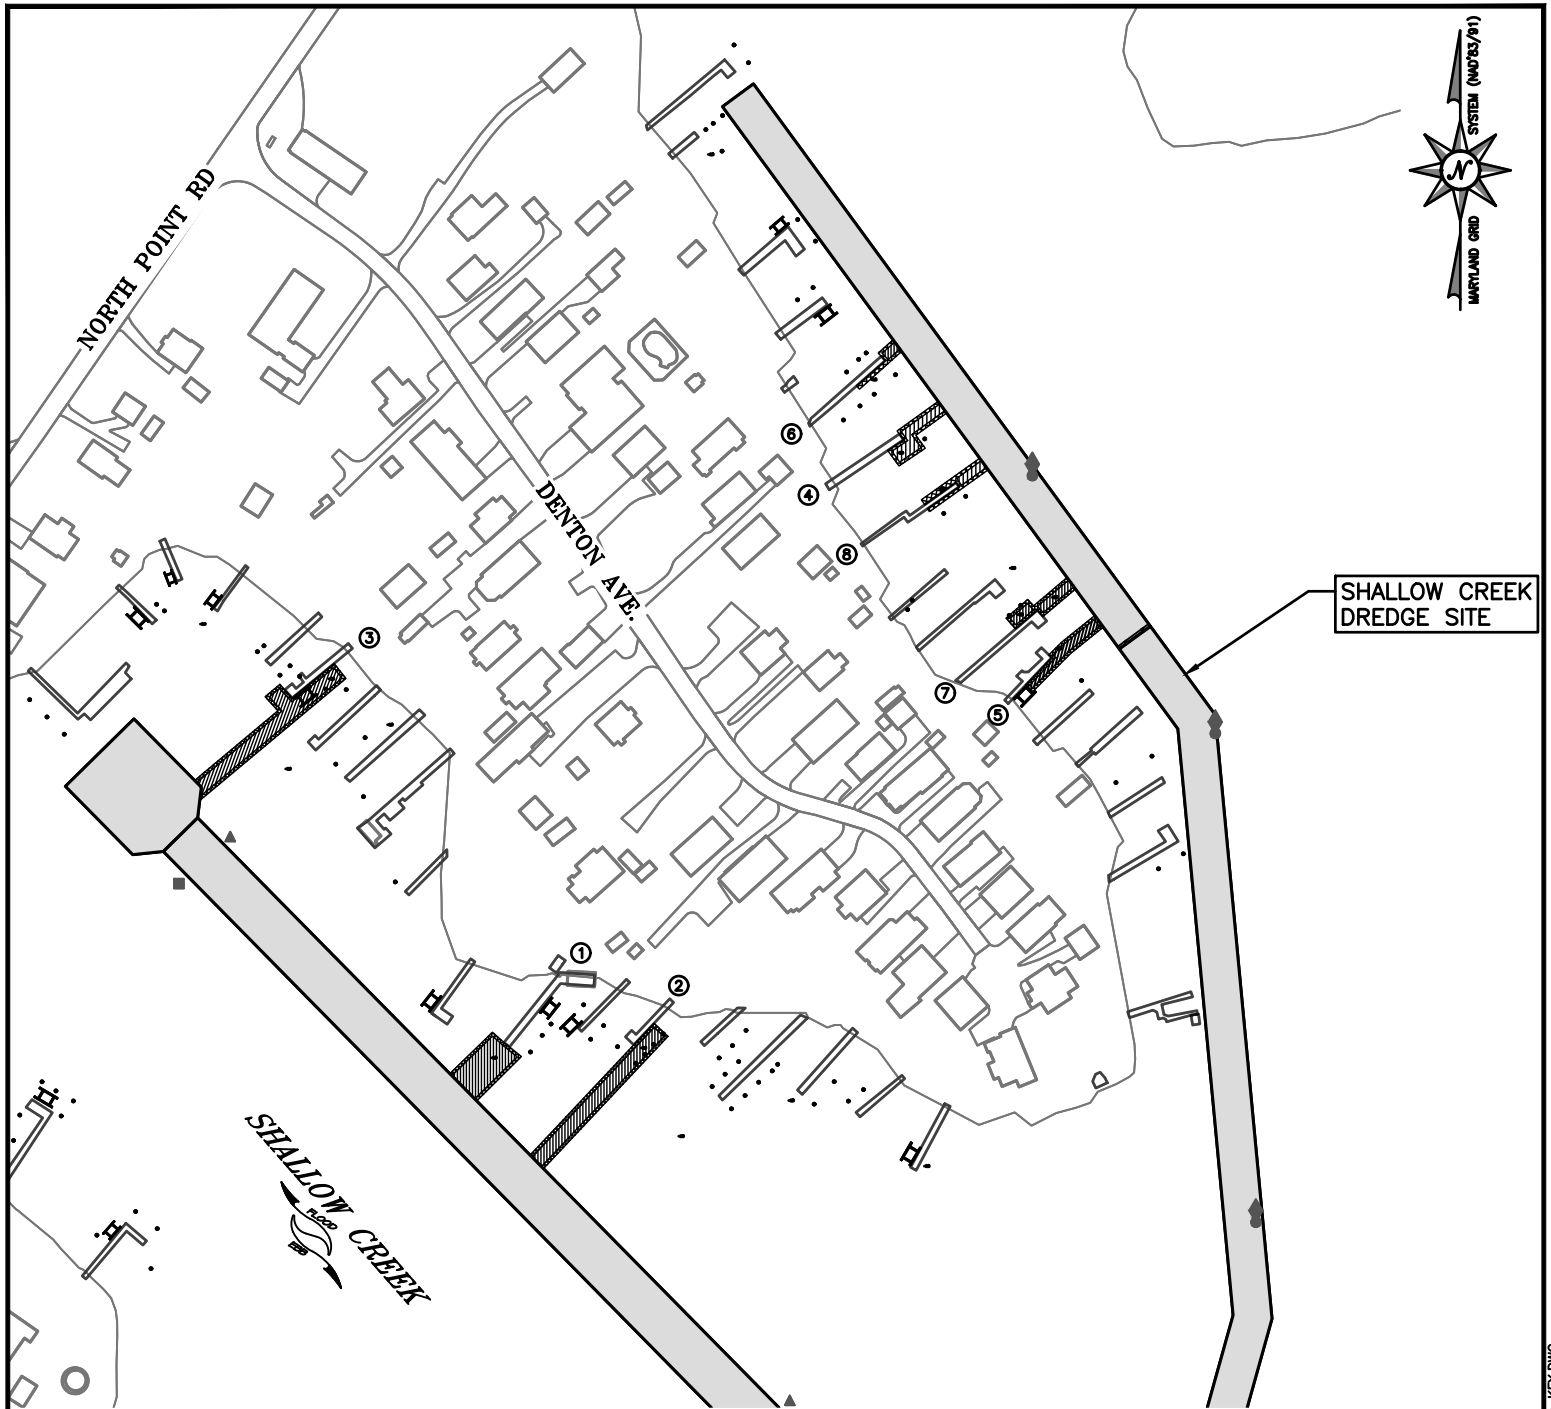 SYSTEM (NAD'83/91)
N
MARYLAND GRID
NORTH POINT RD
DENTON AVE.
6
4
8
7
5
3
1
2
SHALLOW CREEK
DREDGE SITE
SHALLOW CREEK
FLOOD
EBB